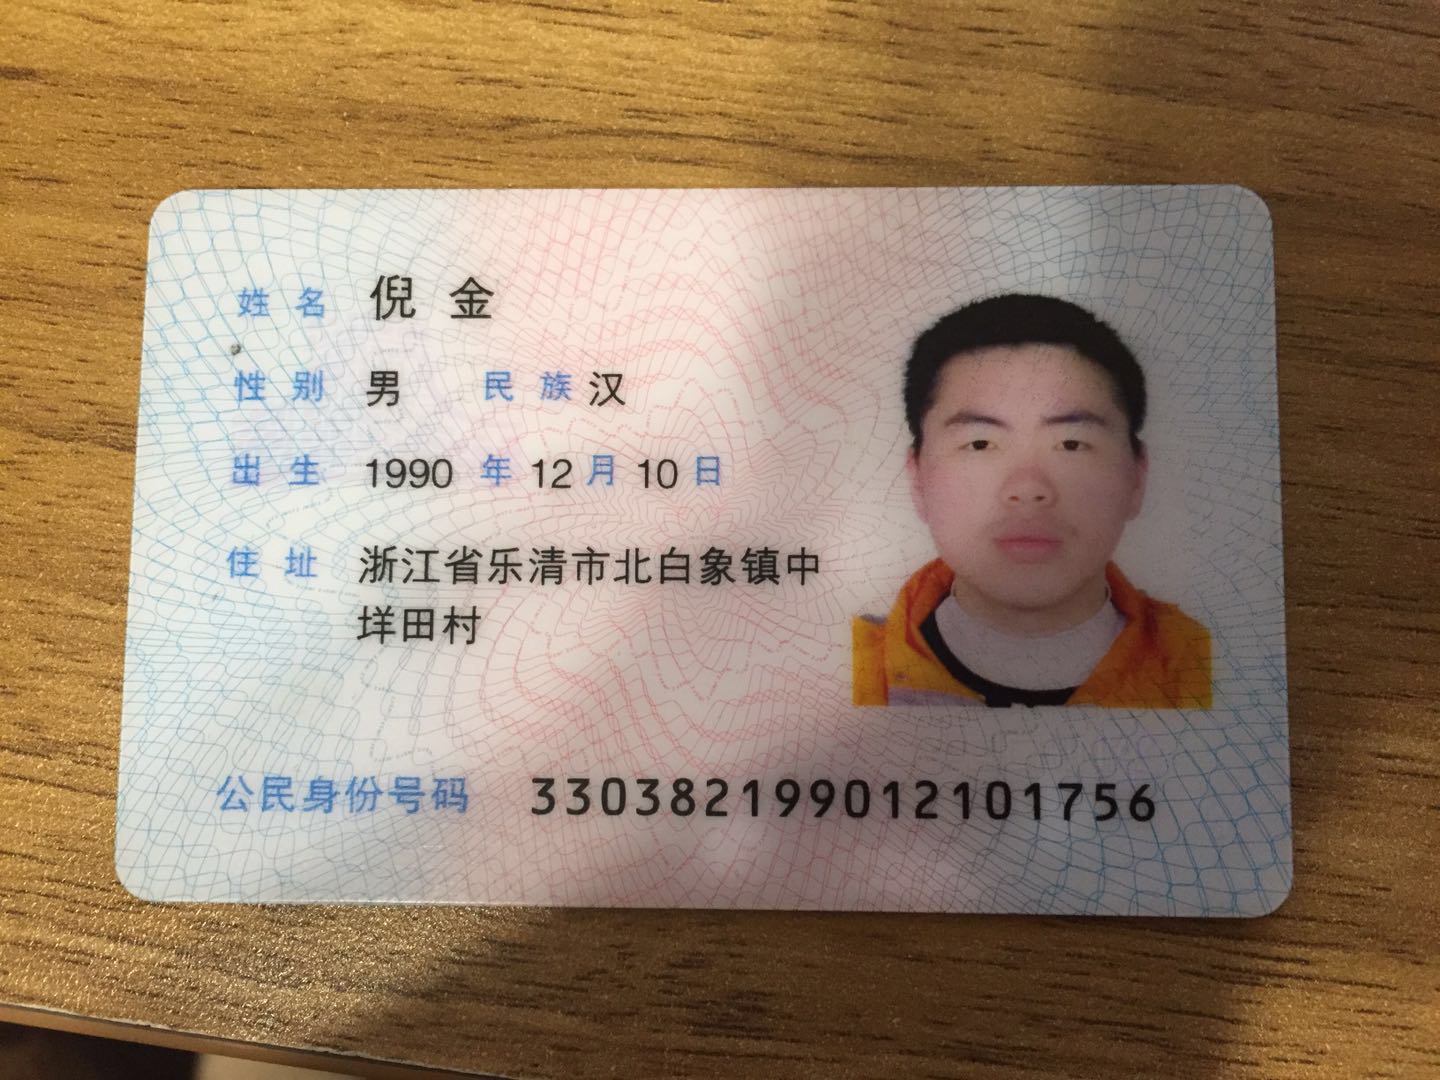 姓名 倪金
性别 男 民族 汉
出生 1990 年 12 月 10 日
住址 浙江省乐清市北白象镇中
垟田村
公民身份号码 330382199012101756